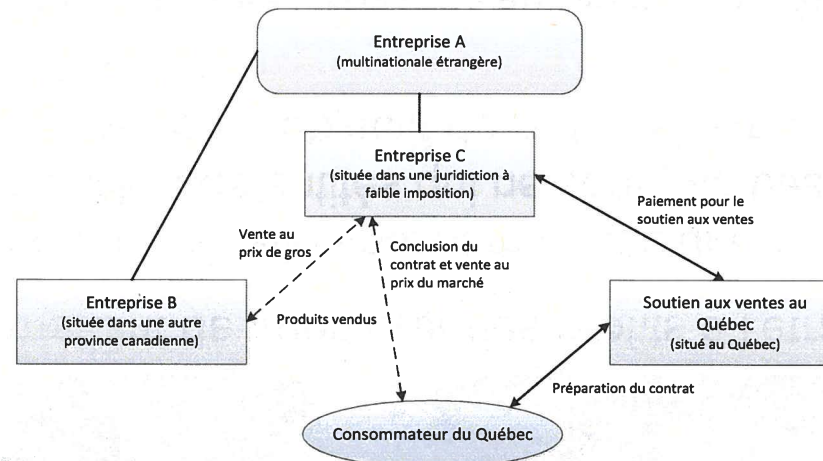 Entreprise A
(multinationale étrangère)
Entreprise C
(située dans une juridiction à
faible imposition)
Paiement pour le
soutien aux ventes
Vente au
prix de gros
Conclusion du
contrat et vente au
prix du marché
Entreprise B
(située dans une autre
province canadienne)
Produits vendus
Soutien aux ventes au
Québec
(situé au Québec)
Préparation du contrat
Consommateur du Québec